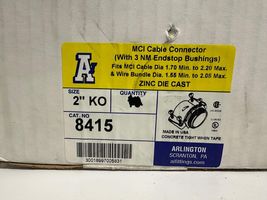 A
MCI Cable Connector
(With 3 NM Endstop Bushings)
Fits MCI Cable Dia 1.70 Min. to 2.20 Max.
& Wire Bundle Dia. 1.55 Min. to 2.05 Max.
ZINC DIE CAST
SIZE
2" KO
QUANTITY
CAT. NO
8415
MADE IN USA
CONCRETE TIGHT WHEN TAPE
ARLINGTON
SCRANTON, PA
aifittings.com